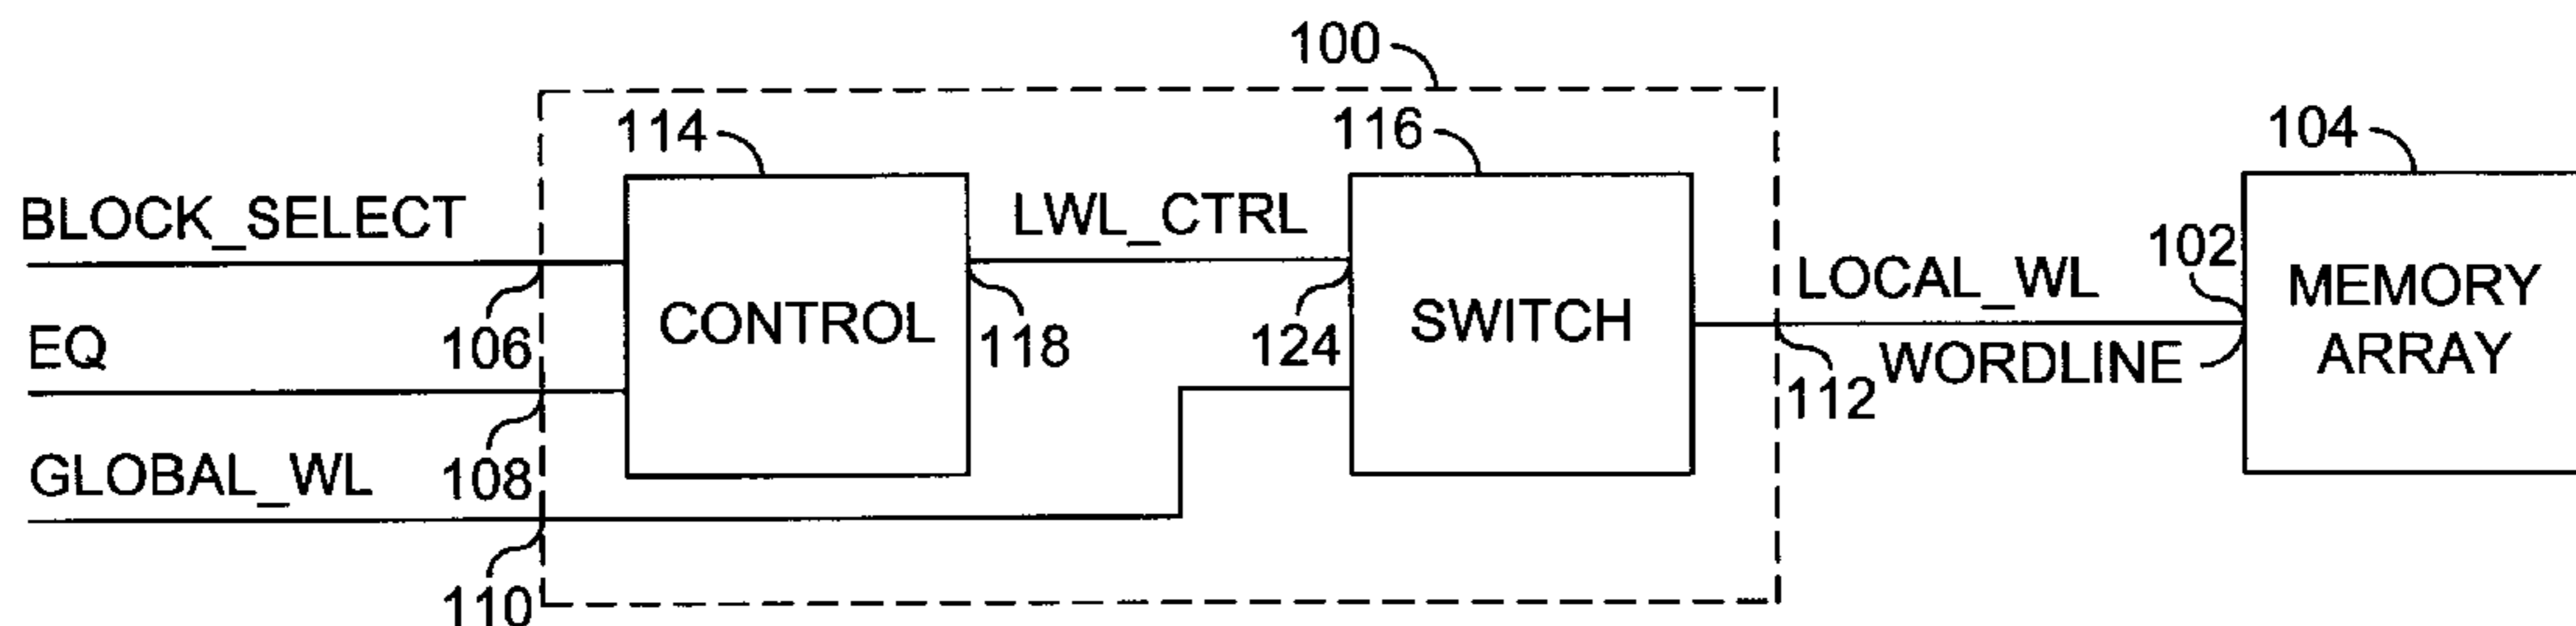 100
114
116
104
BLOCK_SELECT
LWL_CTRL
102
LOCAL_WL
MEMORY
ARRAY
CONTROL
SWITCH
EQ
106
118
124
WORDLINE
112
GLOBAL_WL
108
110